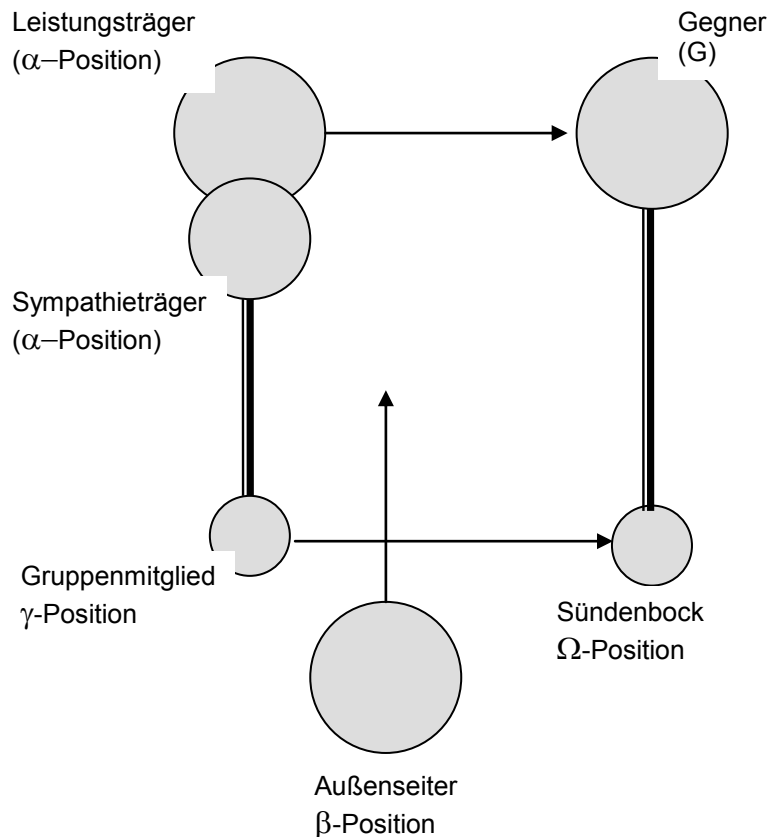 Leistungsträger
(α–Position)
Gegner
(G)
Sympathieträger
(α–Position)
Gruppenmitglied
γ-Position
Sündenbock
Ω-Position
Außenseiter
β-Position